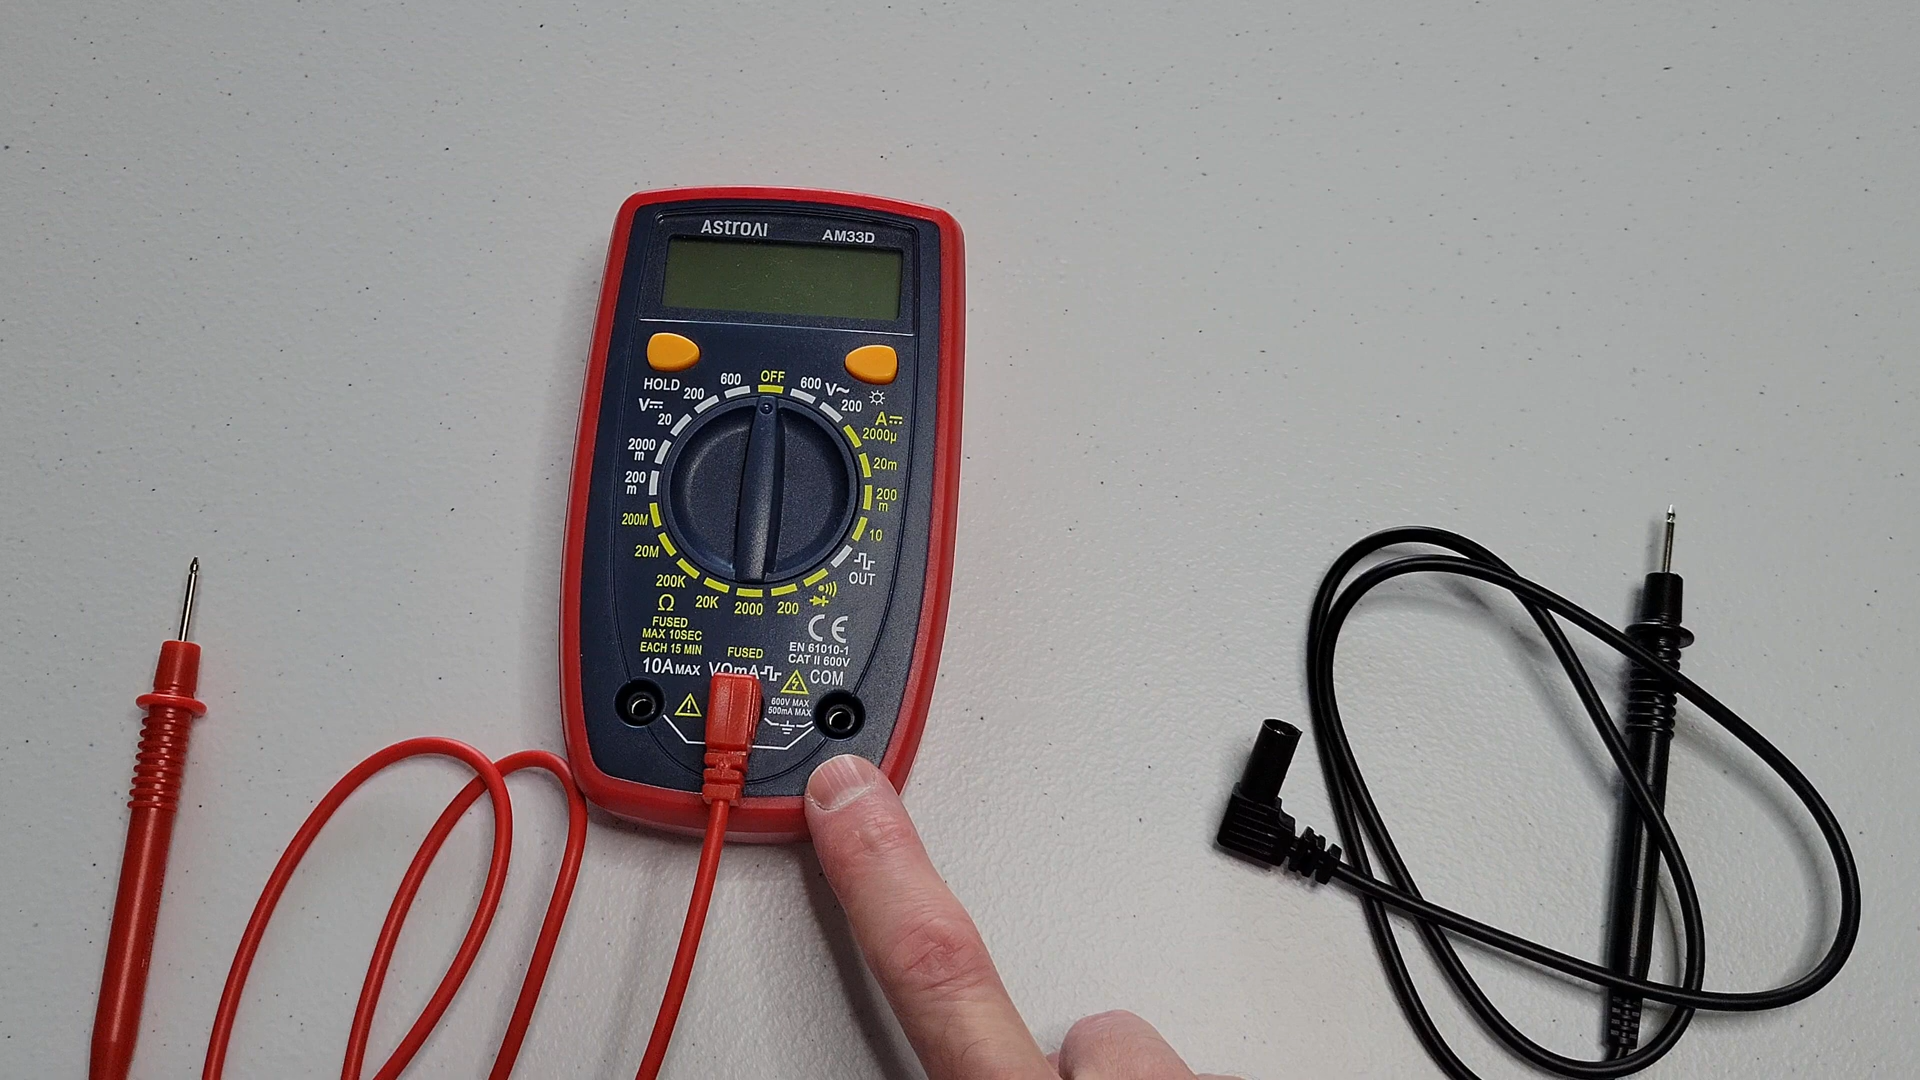 AstroAI AM33D
HOLD
OFF
600
200
V⎓
20
2000
m
200
m
200M
20M
200K
Ω
20K
2000
200
600 V~
200
A⎓
2000µ
20m
200
m
10
OUT
FUSED
MAX 10SEC
EACH 15 MIN
10A MAX
FUSED
VΩmA
CE
EN 61010-1
CAT II 600V
COM
600V MAX
500mA MAX